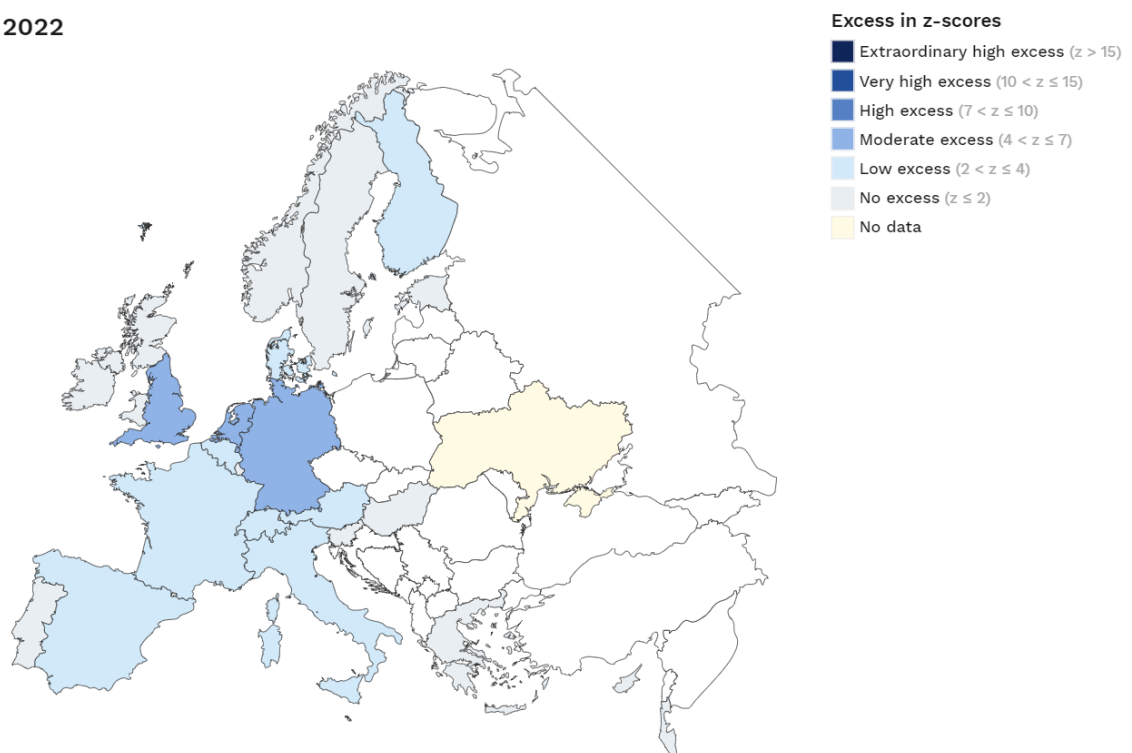 2022
Excess in z-scores
Extraordinary high excess (z > 15)
Very high excess (10 < z ≤ 15)
High excess (7 < z ≤ 10)
Moderate excess (4 < z ≤ 7)
Low excess (2 < z ≤ 4)
No excess (z ≤ 2)
No data